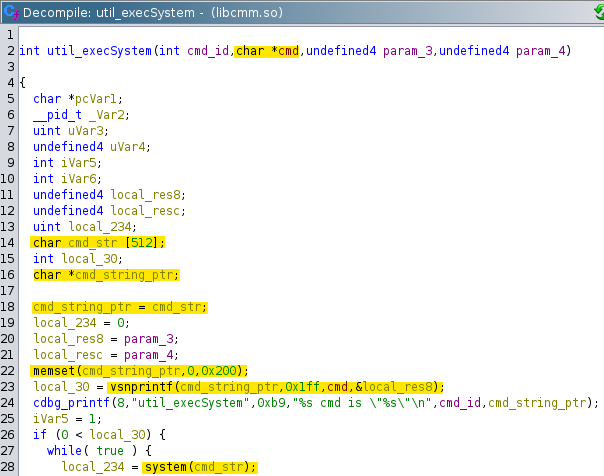 Decompile: util_execSystem - (libcmm.so)
1
2 int util_execSystem(int cmd_id,char *cmd,undefined4 param_3,undefined4 param_4)
3
4 {
5 char *pcVar1;
6 __pid_t _Var2;
7 uint uVar3;
8 undefined4 uVar4;
9 int iVar5;
10 int iVar6;
11 undefined4 local_res8;
12 undefined4 local_resc;
13 uint local_234;
14 char cmd_str [512];
15 int local_30;
16 char *cmd_string_ptr;
17
18 cmd_string_ptr = cmd_str;
19 local_234 = 0;
20 local_res8 = param_3;
21 local_resc = param_4;
22 memset(cmd_string_ptr,0,0x200);
23 local_30 = vsnprintf(cmd_string_ptr,0x1ff,cmd,&local_res8);
24 cdbg_printf(8,"util_execSystem",0xb9,"%s cmd is \"%s\"\n",cmd_id,cmd_string_ptr);
25 iVar5 = 1;
26 if (0 < local_30) {
27 while( true ) {
28 local_234 = system(cmd_str);